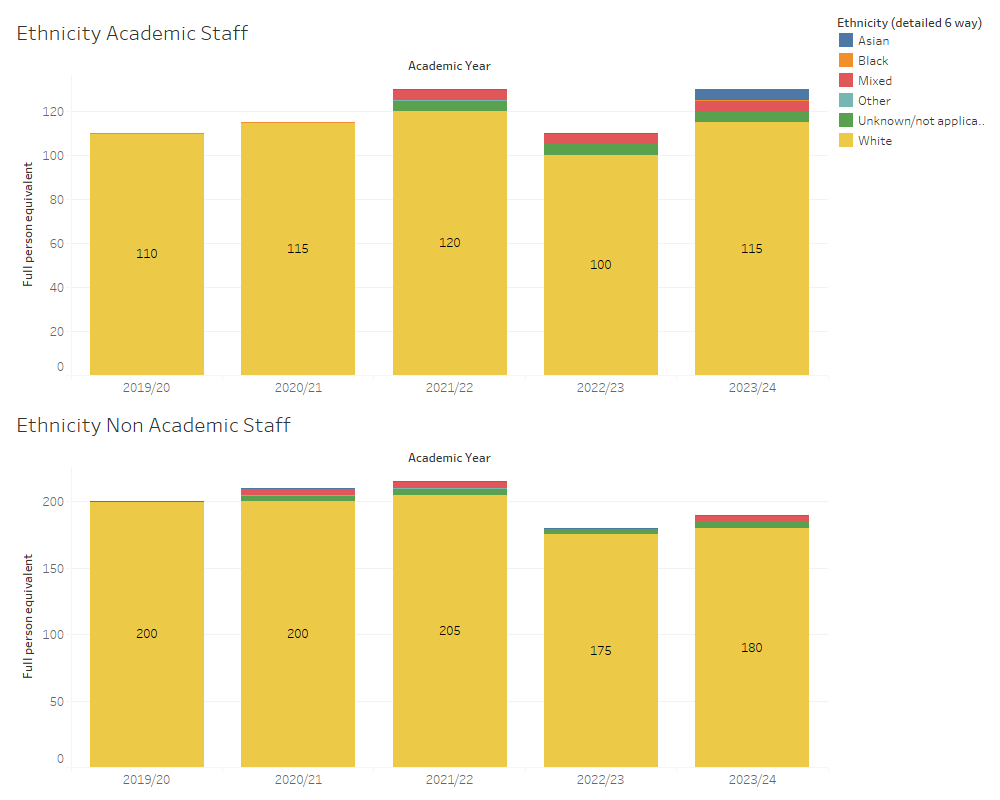 Ethnicity Academic Staff
Ethnicity (detailed 6 way)
Asian
Black
Mixed
Other
Unknown/not applica..
White
Academic Year
Full person equivalent
120
100
80
60
40
20
0
110
115
120
100
115
2019/20
2020/21
2021/22
2022/23
2023/24
Ethnicity Non Academic Staff
Academic Year
Full person equivalent
200
150
100
50
0
200
200
205
175
180
2019/20
2020/21
2021/22
2022/23
2023/24